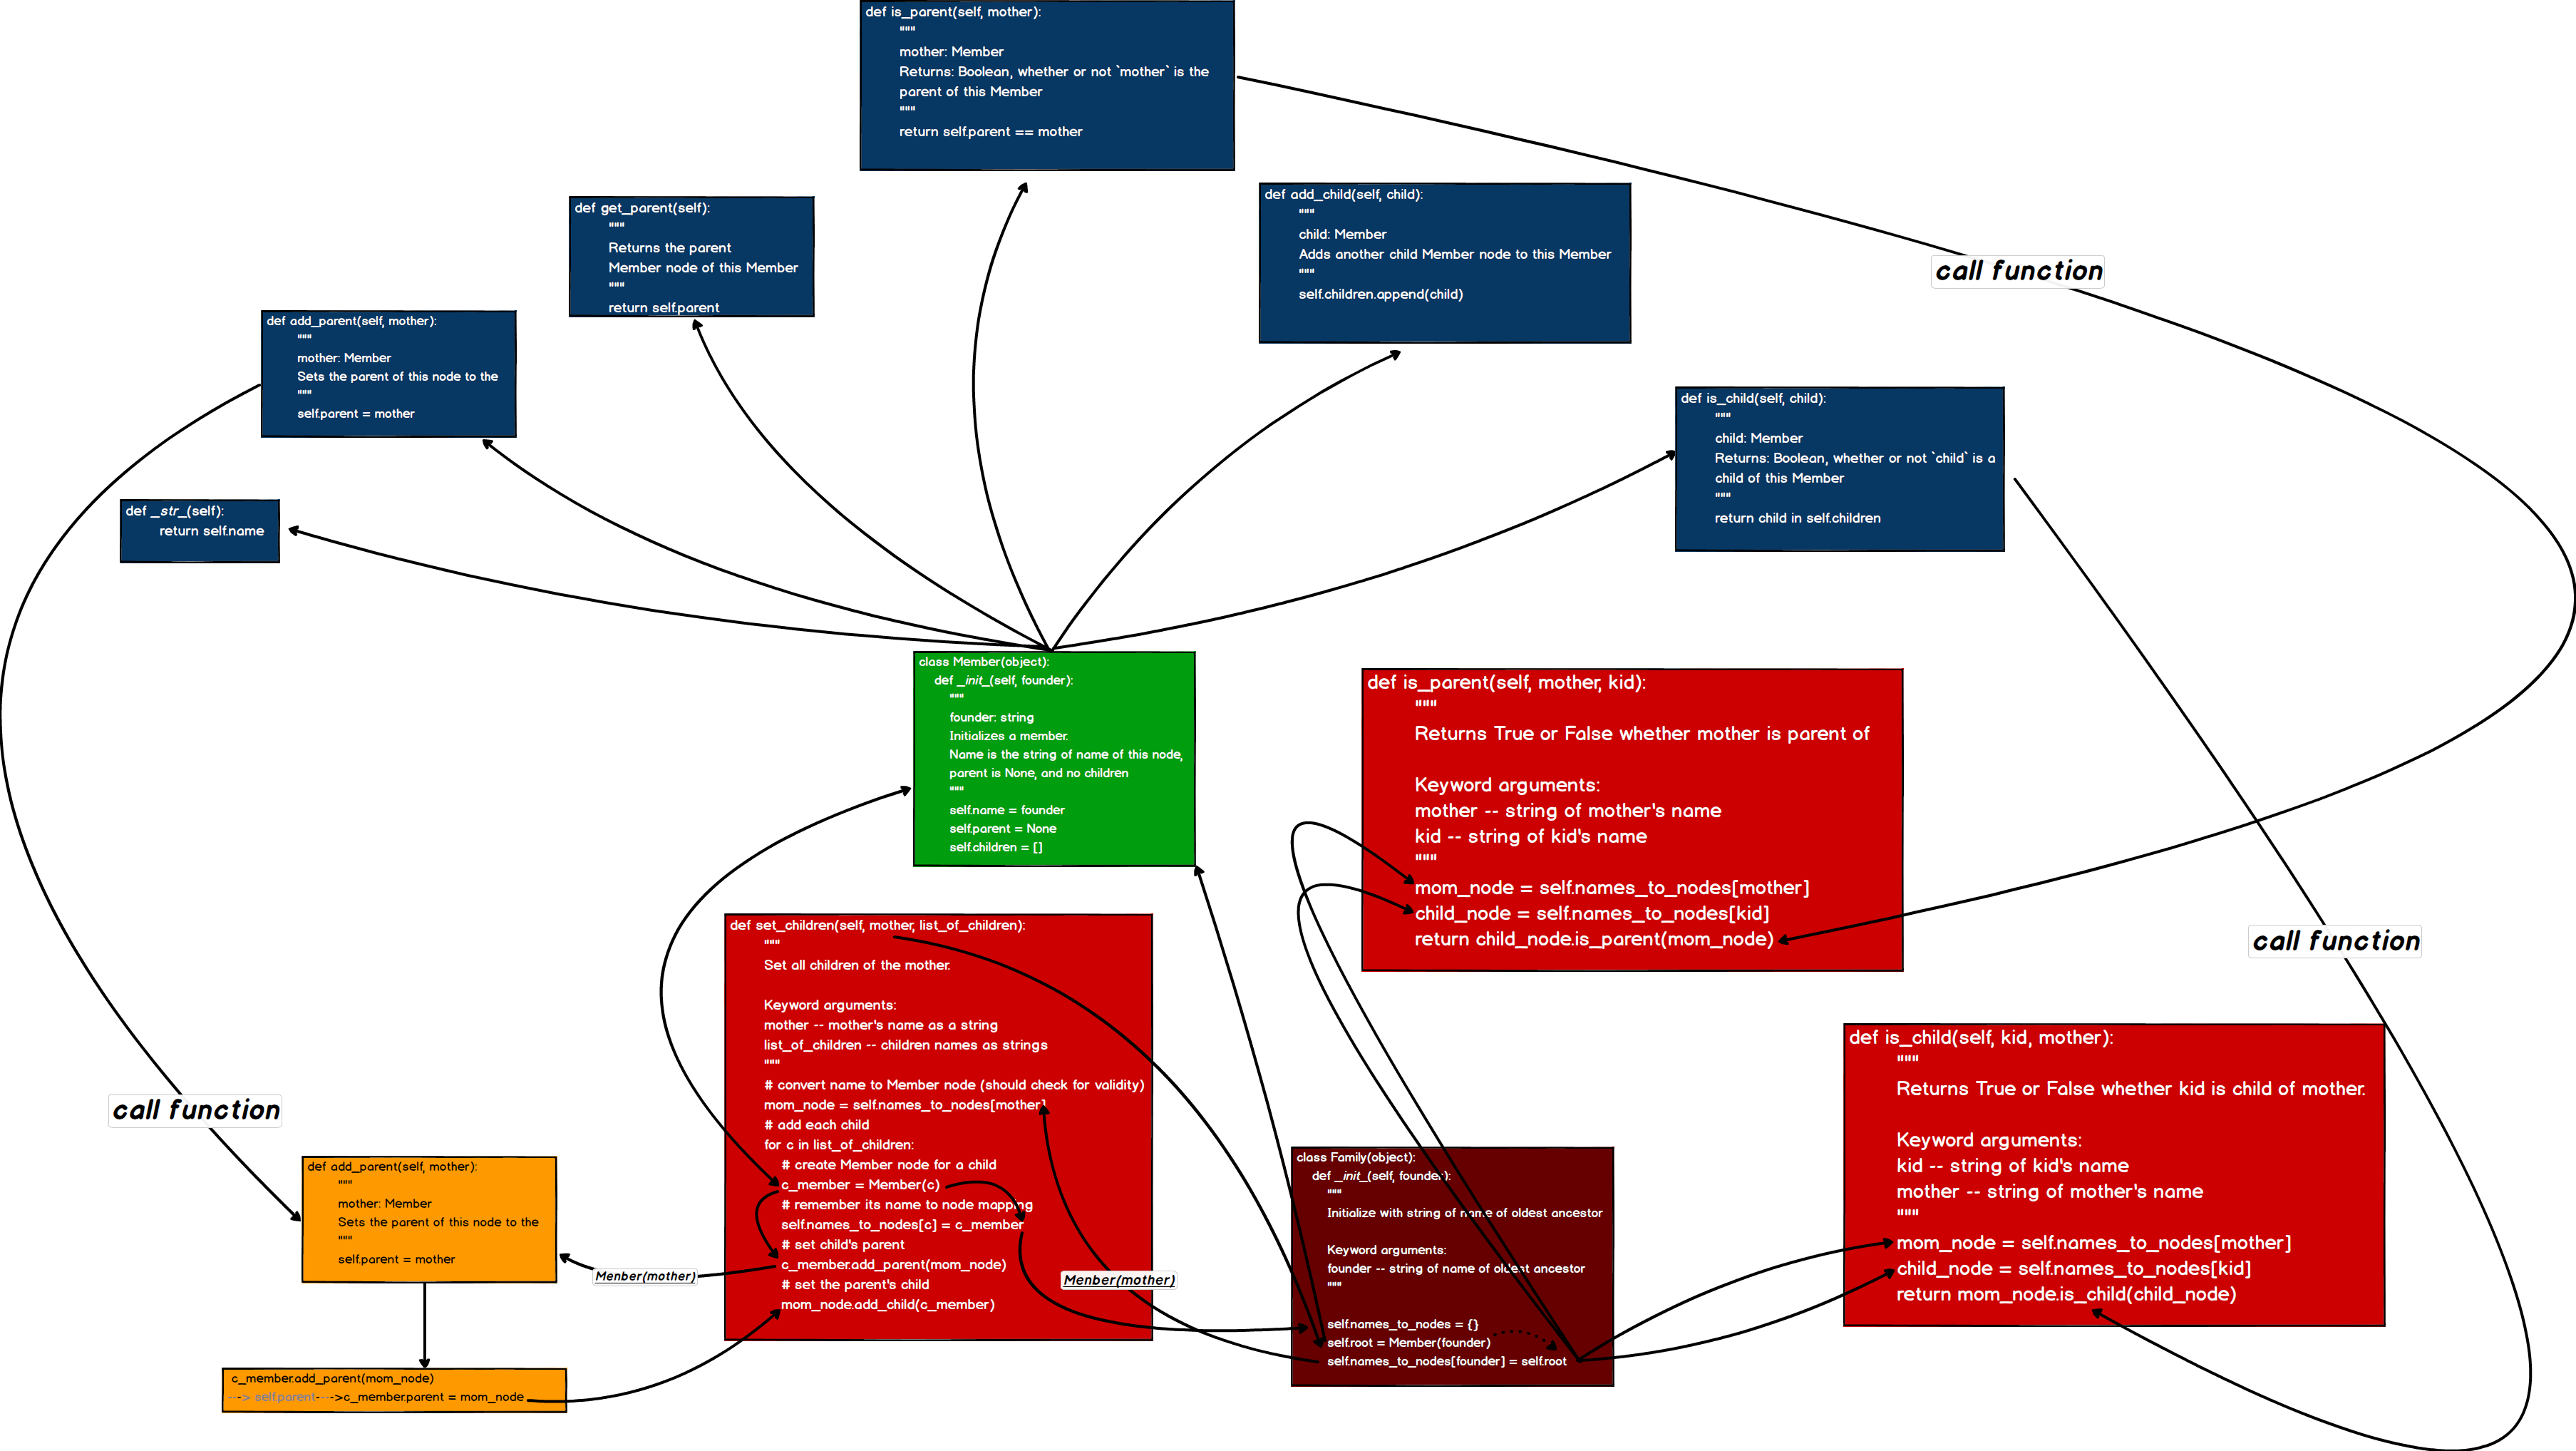 def is_parent(self, mother):
"""
mother: Member
Returns: Boolean, whether or not `mother` is the
parent of this Member
"""
return self.parent == mother
def get_parent(self):
"""
Returns the parent
Member node of this Member
"""
return self.parent
def add_child(self, child):
"""
child: Member
Adds another child Member node to this Member
"""
self.children.append(child)
call function
def add_parent(self, mother):
"""
mother: Member
Sets the parent of this node to the
"""
self.parent = mother
def is_child(self, child):
"""
child: Member
Returns: Boolean, whether or not `child` is a
child of this Member
"""
return child in self.children
def _str_(self):
return self.name
class Member(object):
def _init_(self, founder):
"""
founder: string
Initializes a member.
Name is the string of name of this node,
parent is None, and no children
"""
self.name = founder
self.parent = None
self.children = []
def is_parent(self, mother, kid):
"""
Returns True or False whether mother is parent of
Keyword arguments:
mother -- string of mother's name
kid -- string of kid's name
"""
mom_node = self.names_to_nodes[mother]
child_node = self.names_to_nodes[kid]
return child_node.is_parent(mom_node)
call function
def set_children(self, mother, list_of_children):
"""
Set all children of the mother.
Keyword arguments:
mother -- mother's name as a string
list_of_children -- children names as strings
"""
# convert name to Member node (should check for validity)
mom_node = self.names_to_nodes[mother]
# add each child
for c in list_of_children:
# create Member node for a child
c_member = Member(c)
# remember its name to node mapping
self.names_to_nodes[c] = c_member
# set child's parent
c_member.add_parent(mom_node)
# set the parent's child
mom_node.add_child(c_member)
def is_child(self, kid, mother):
"""
Returns True or False whether kid is child of mother.
Keyword arguments:
kid -- string of kid's name
mother -- string of mother's name
"""
mom_node = self.names_to_nodes[mother]
child_node = self.names_to_nodes[kid]
return mom_node.is_child(child_node)
call function
def add_parent(self, mother):
"""
mother: Member
Sets the parent of this node to the
"""
self.parent = mother
Menber(mother)
Menber(mother)
class Family(object):
def _init_(self, founder):
"""
Initialize with string of name of oldest ancestor
Keyword arguments:
founder -- string of name of oldest ancestor
"""
self.names_to_nodes = {}
self.root = Member(founder)
self.names_to_nodes[founder] = self.root
c_member.add_parent(mom_node)
---> self.parent---->c_member.parent = mom_node